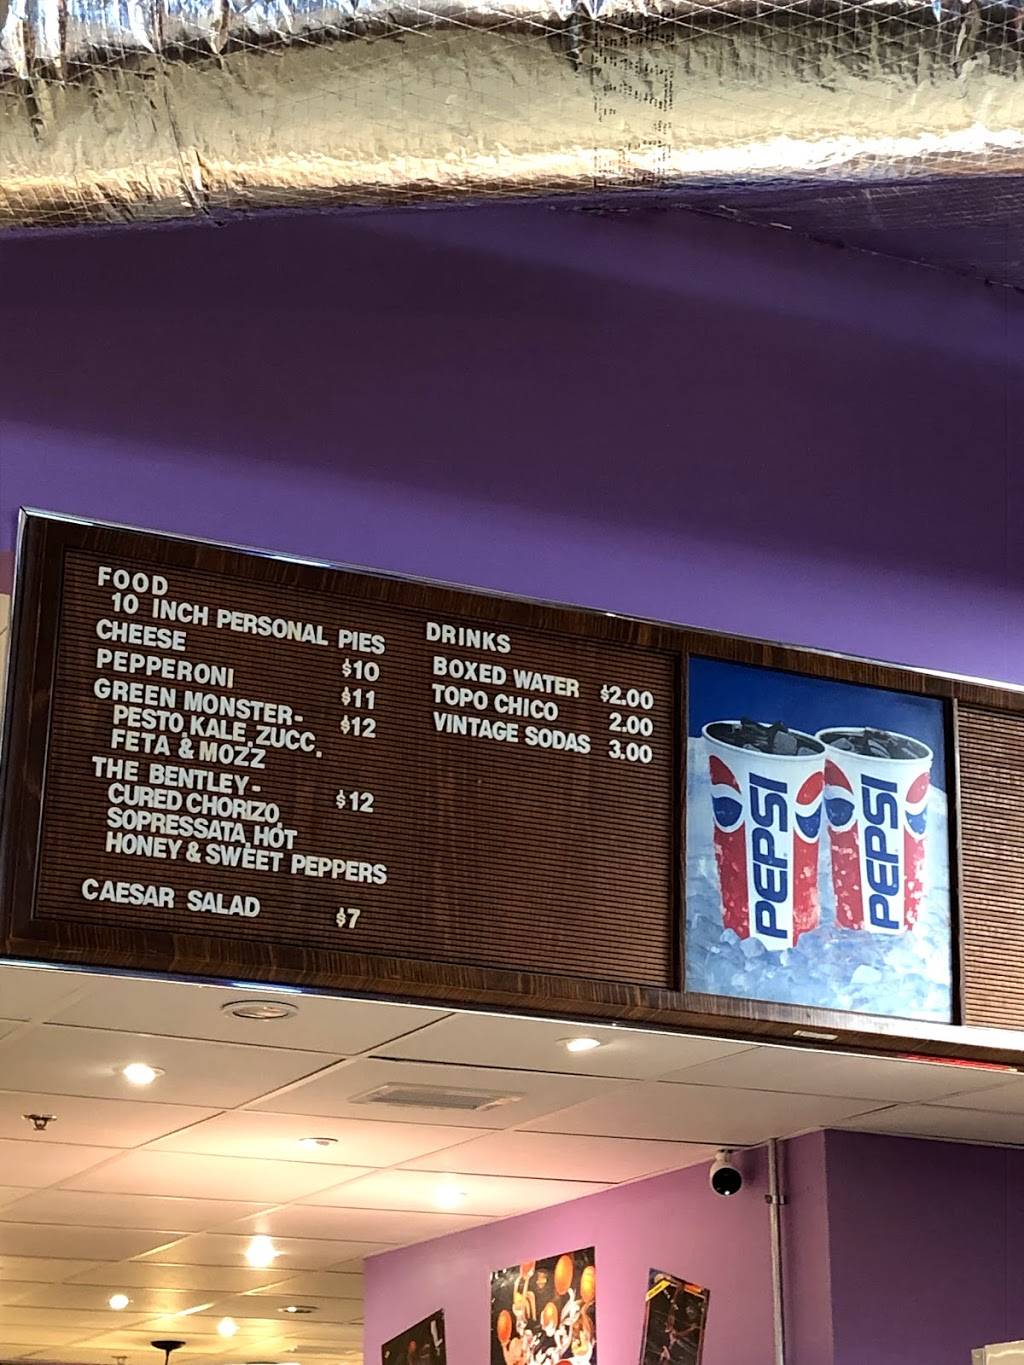 FOOD
10 INCH PERSONAL PIES
CHEESE $10
PEPPERONI $11
GREEN MONSTER- $12
PESTO, KALE, ZUCC,
FETA & MOZZ
THE BENTLEY- $12
CURED CHORIZO,
SOPRESSATA, HOT
HONEY & SWEET PEPPERS
CAESAR SALAD $7
DRINKS
BOXED WATER $2.00
TOPO CHICO 2.00
VINTAGE SODAS 3.00
PEPSI
PEPSI